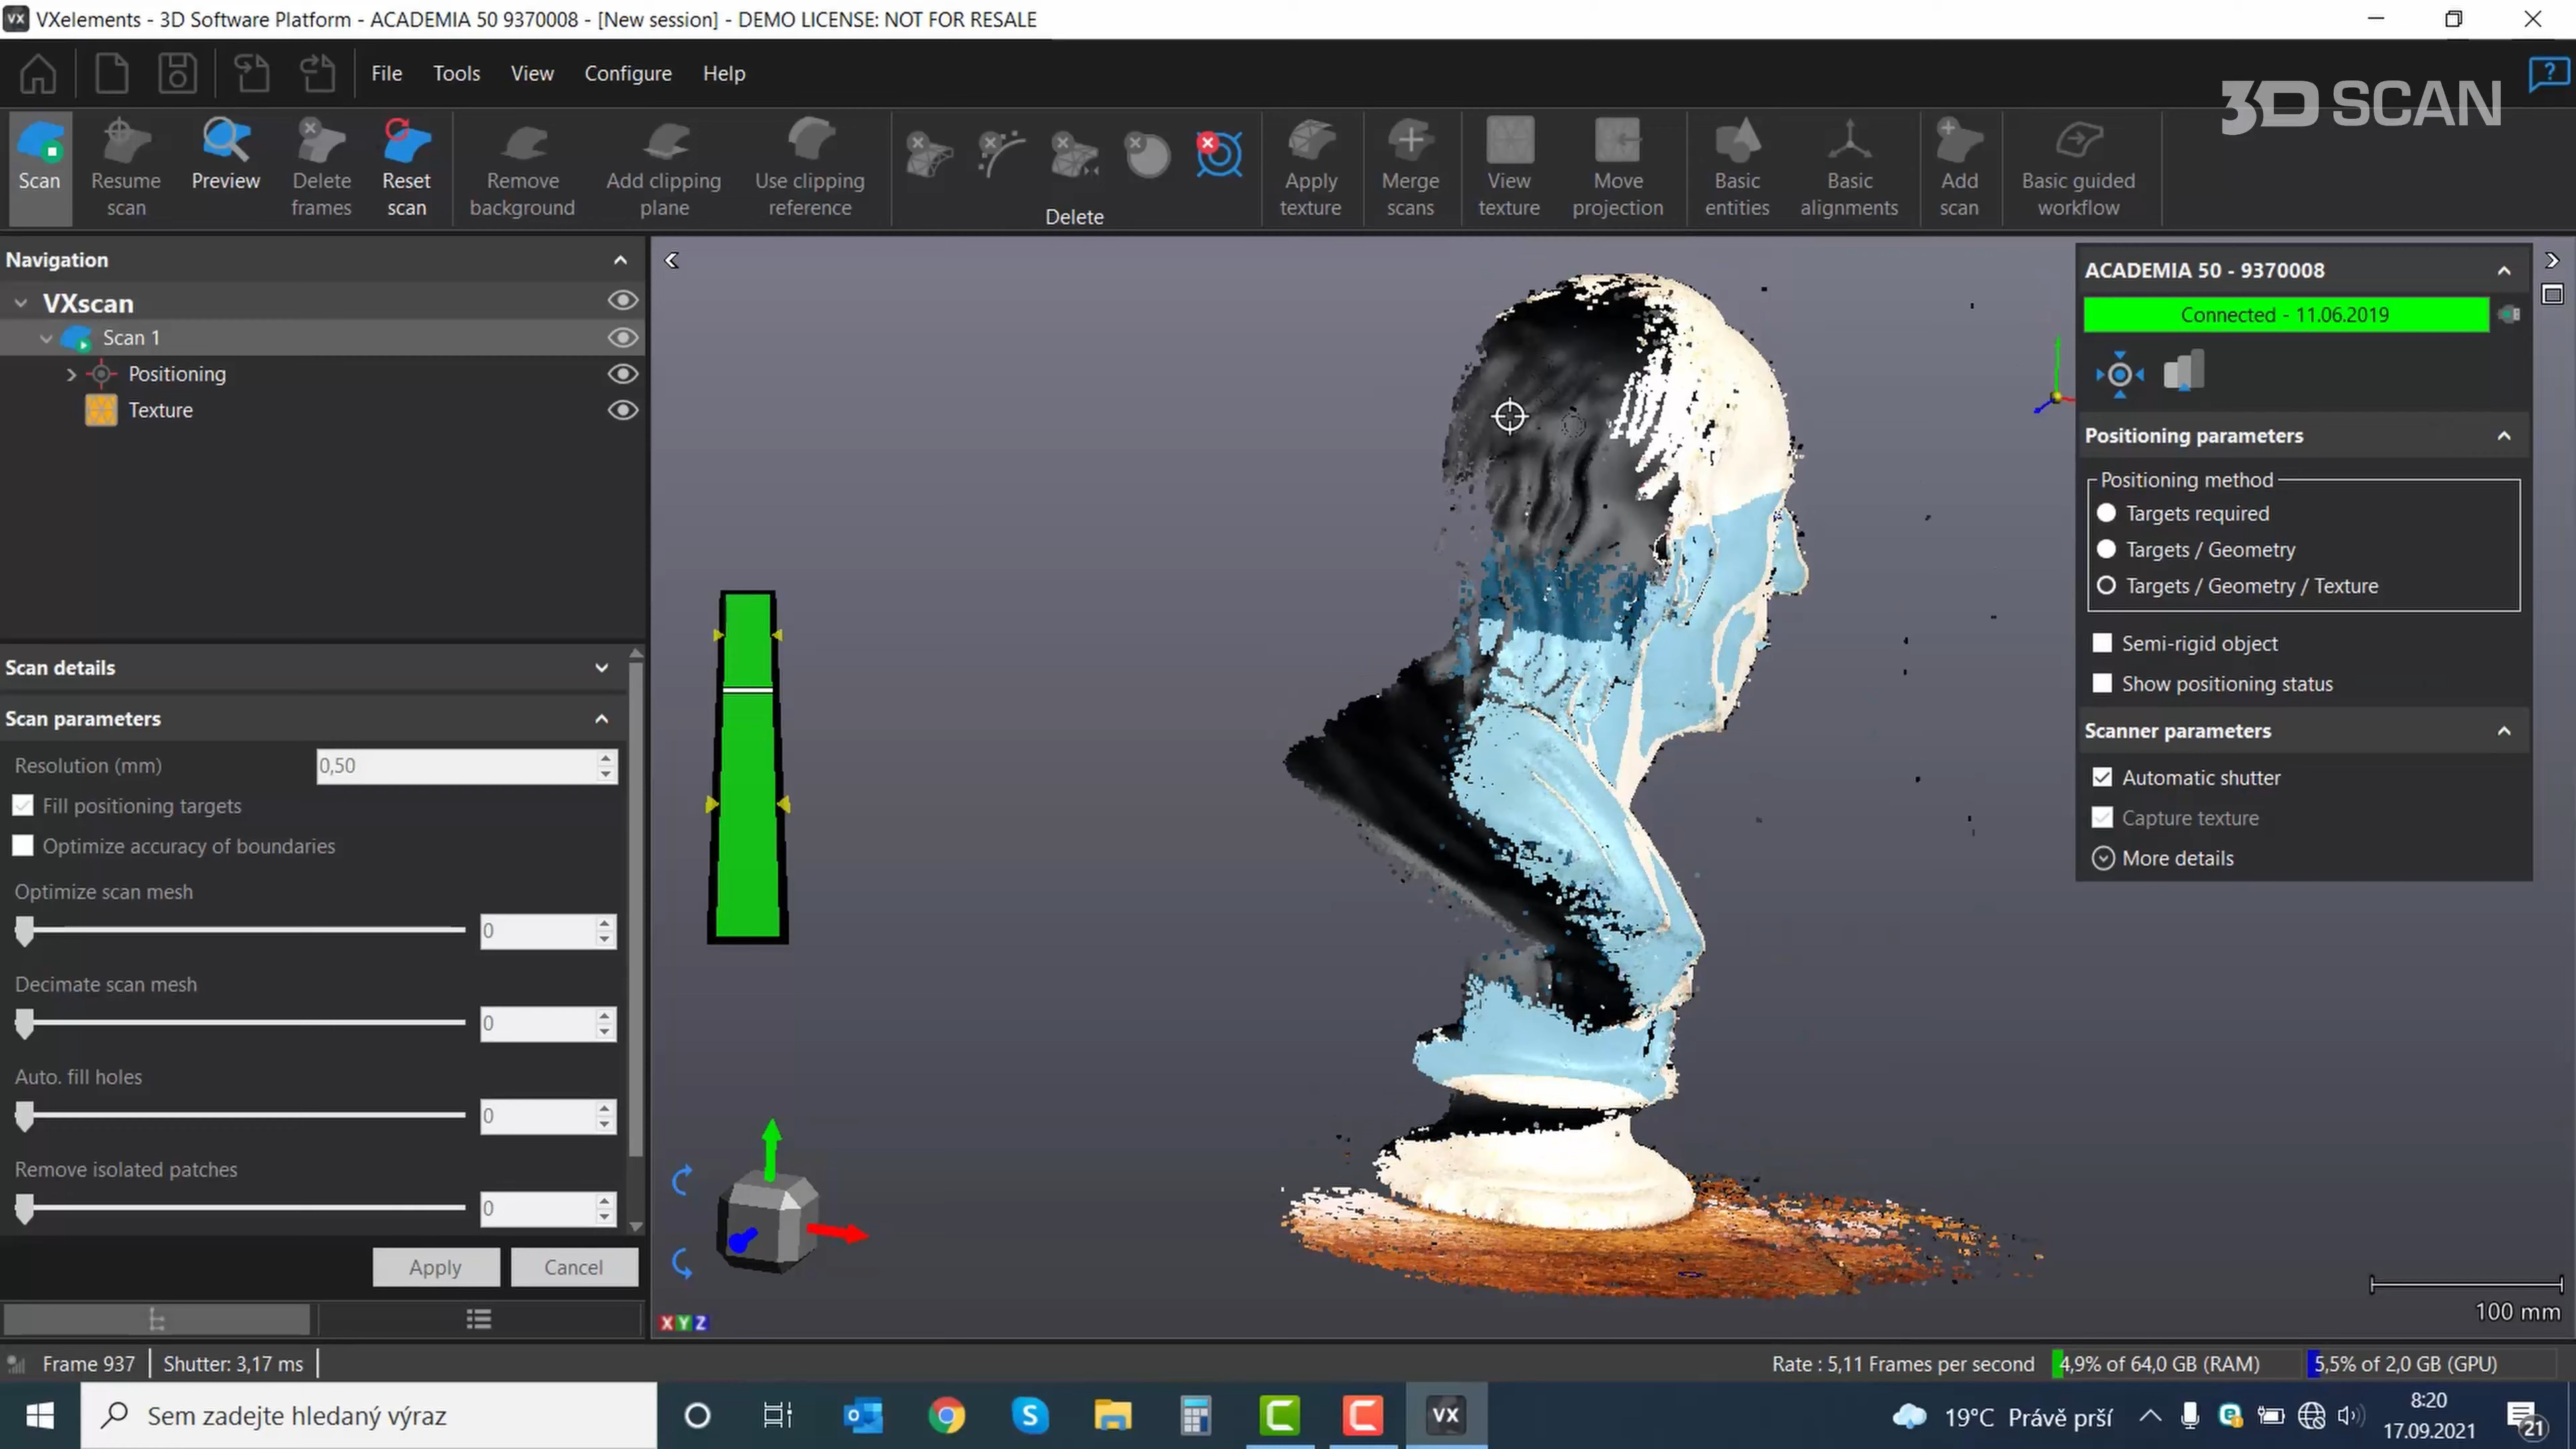 VXelements - 3D Software Platform - ACADEMIA 50 9370008 - [New session] - DEMO LICENSE: NOT FOR RESALE
File Tools View Configure Help
3D SCAN
Scan
Resume scan
Preview
Delete frames
Reset scan
Remove background
Add clipping plane
Use clipping reference
Delete
Apply texture
Merge scans
View texture
Move projection
Basic entities
Basic alignments
Add scan
Basic guided workflow
Navigation
VXscan
Scan 1
Positioning
Texture
Scan details
Scan parameters
Resolution (mm) 0,50
Fill positioning targets
Optimize accuracy of boundaries
Optimize scan mesh
0
Decimate scan mesh
0
Auto. fill holes
0
Remove isolated patches
0
Apply Cancel
XYZ
ACADEMIA 50 - 9370008
Connected - 11.06.2019
Positioning parameters
Positioning method
Targets required
Targets / Geometry
Targets / Geometry / Texture
Semi-rigid object
Show positioning status
Scanner parameters
Automatic shutter
Capture texture
More details
100 mm
Frame 937 Shutter: 3,17 ms Rate : 5,11 Frames per second 4,9% of 64,0 GB (RAM) 5,5% of 2,0 GB (GPU)
Sem zadejte hledaný výraz
VX
19°C Právě prší
8:20
17.09.2021
21